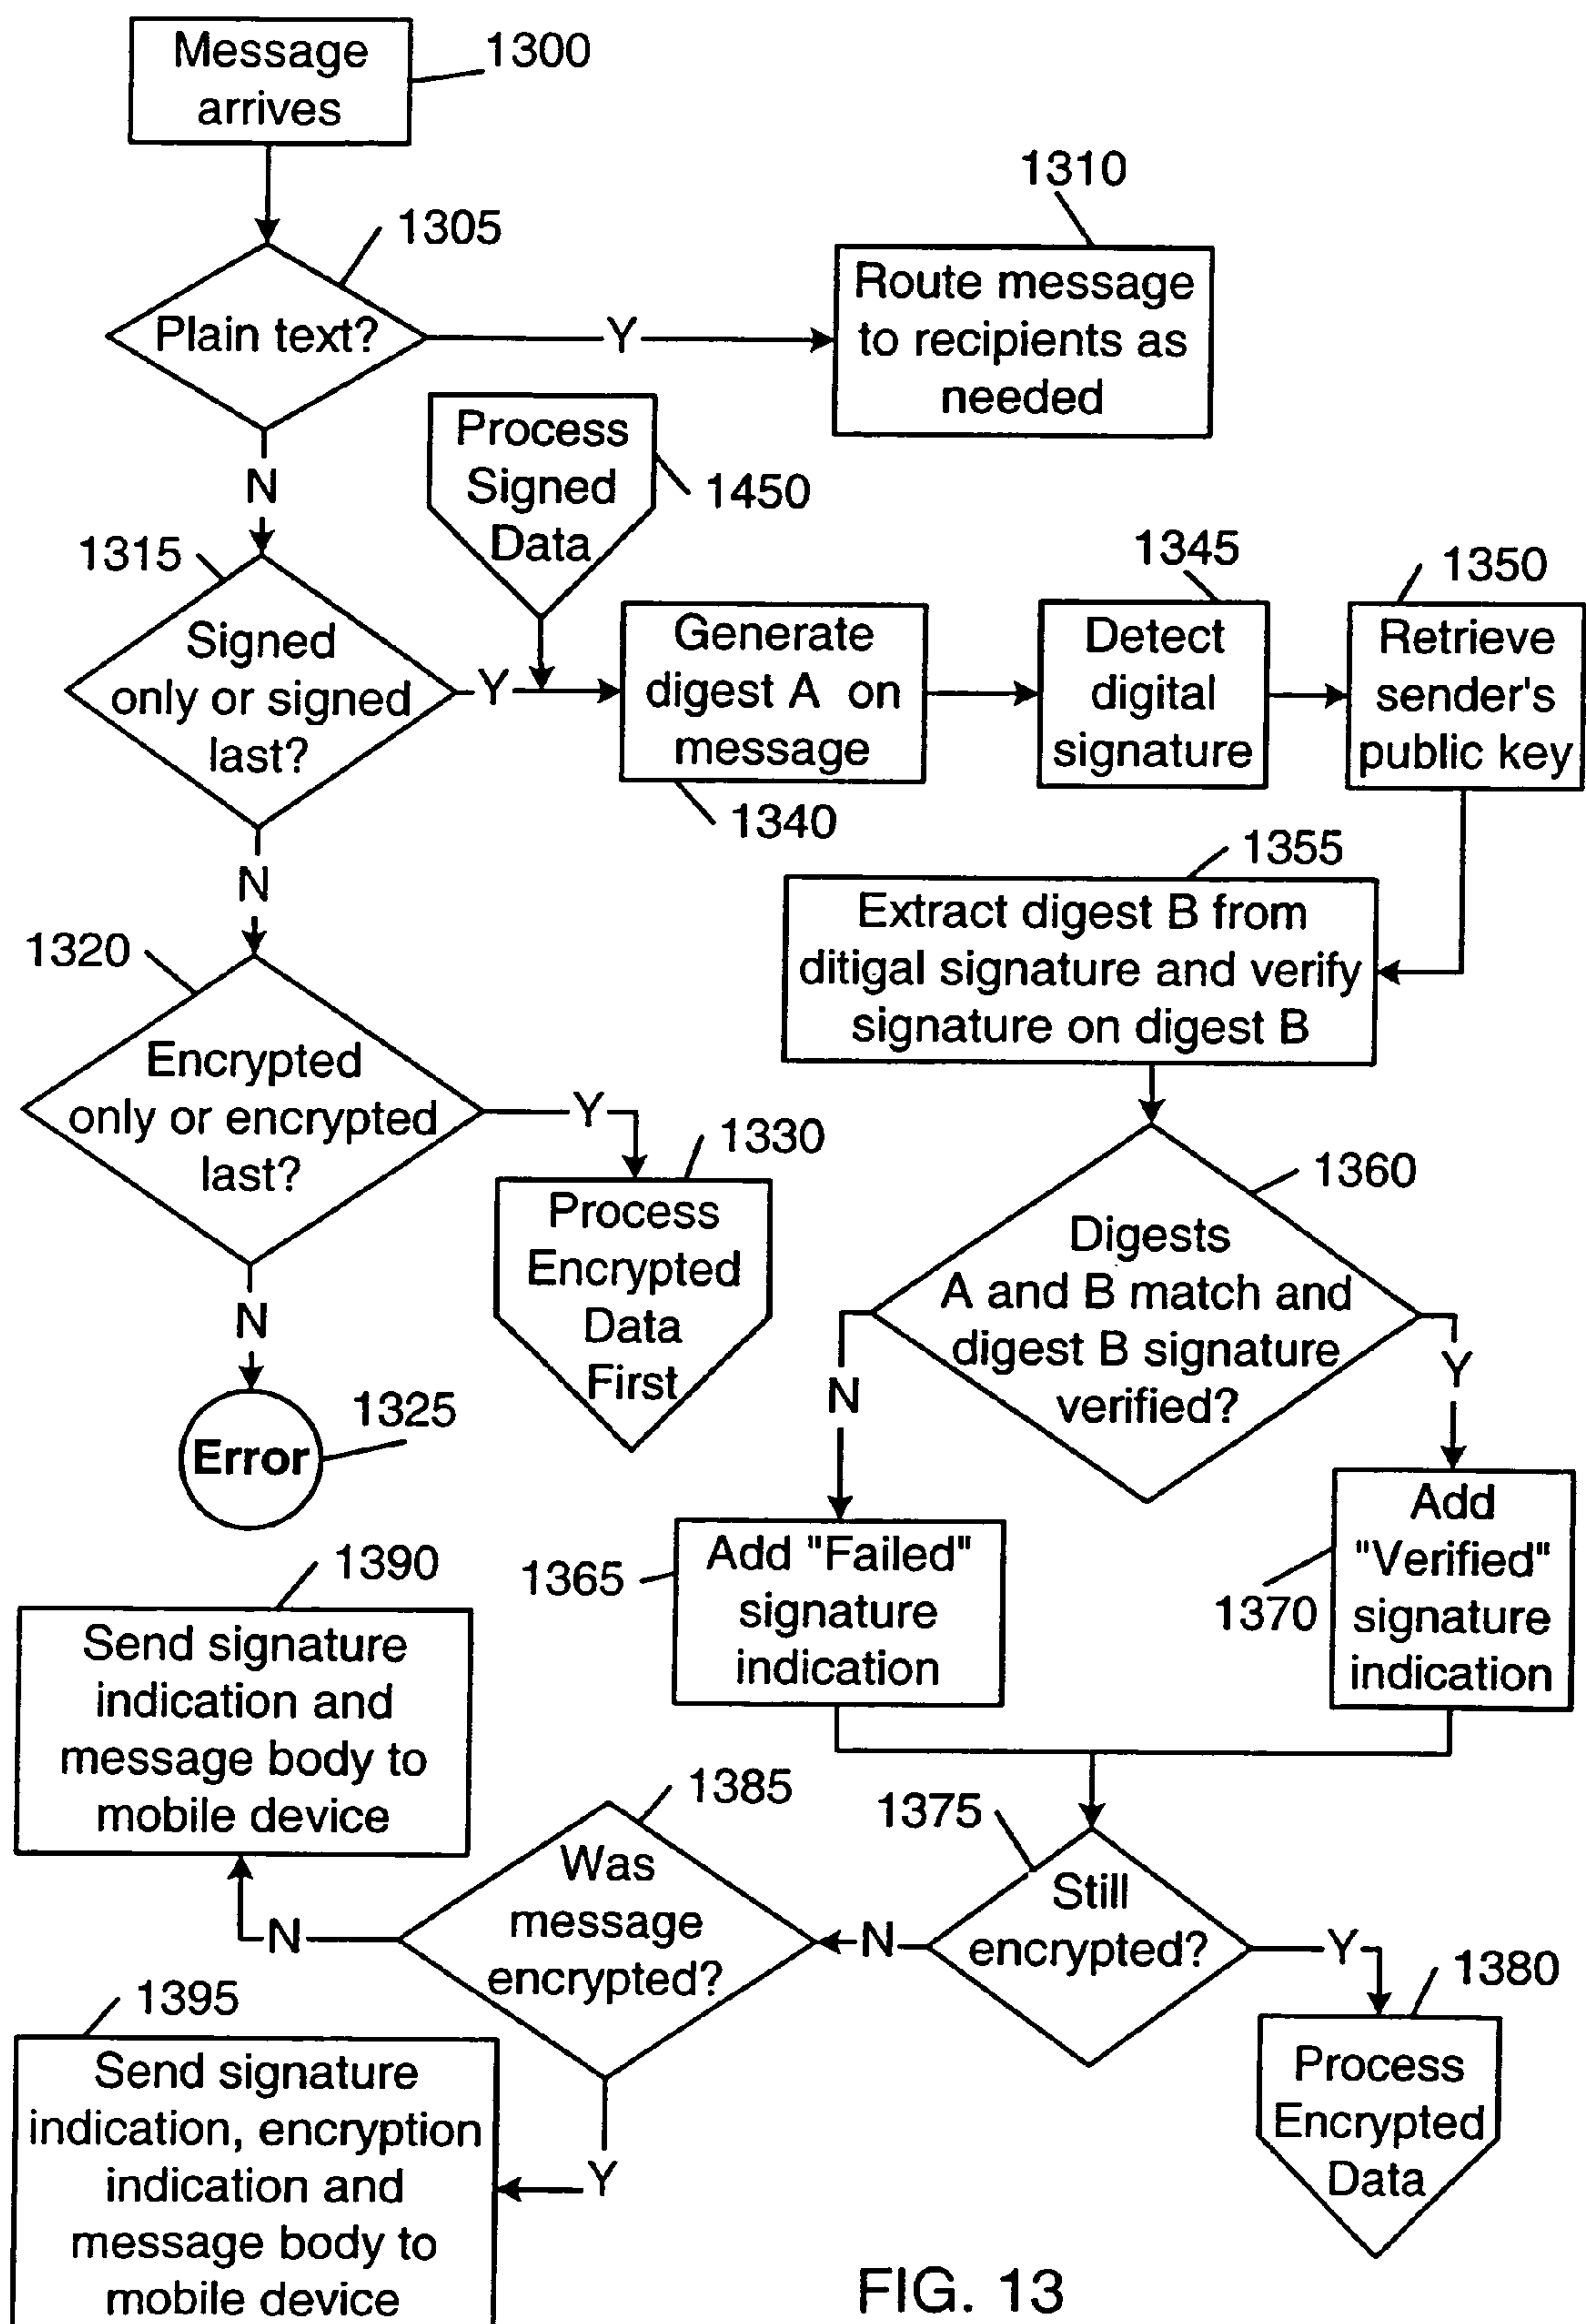 Message
arrives
1300
1305
Plain text?
Y
1310
Route message
to recipients as
needed
N
Process
Signed
Data
1450
1315
Signed
only or signed
last?
Y
Generate
digest A on
message
1340
1345
Detect
digital
signature
1350
Retrieve
sender's
public key
N
1355
Extract digest B from
ditigal signature and verify
signature on digest B
1320
Encrypted
only or encrypted
last?
Y
1330
Process
Encrypted
Data
First
N
1325
Error
1360
Digests
A and B match and
digest B signature
verified?
N
Y
1365
Add "Failed"
signature
indication
1370
Add
"Verified"
signature
indication
1390
Send signature
indication and
message body to
mobile device
1385
Was
message
encrypted?
N
1375
Still
encrypted?
N
Y
1380
Process
Encrypted
Data
1395
Send signature
indication, encryption
indication and
message body to
mobile device
Y
FIG. 13